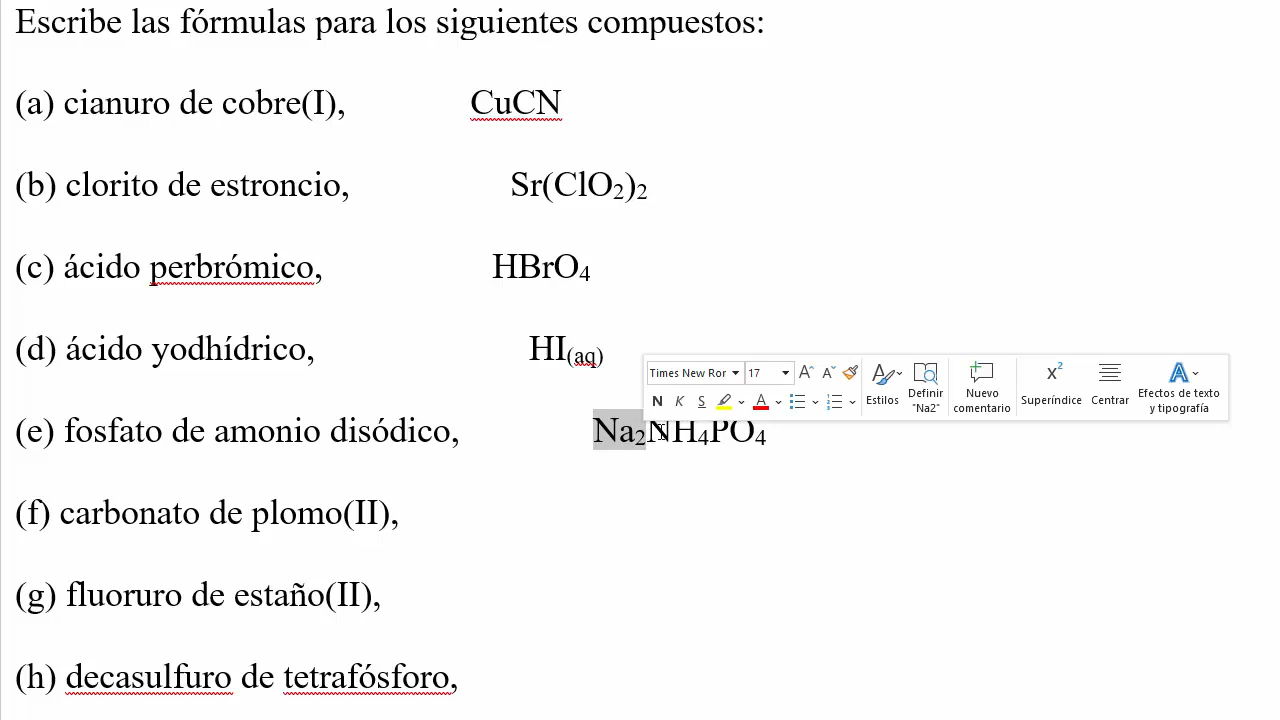 Escribe las fórmulas para los siguientes compuestos:
(a) cianuro de cobre(I), CuCN
(b) clorito de estroncio, Sr(ClO₂)₂
(c) ácido perbrómico, HBrO₄
(d) ácido yodhídrico, HI(aq)
Times New Ror 17 A^ A˅ Estilos Definir "Na2" Nuevo comentario x² Superíndice Centrar A Efectos de texto y tipografía
N K S A
(e) fosfato de amonio disódico, Na₂NH₄PO₄
(f) carbonato de plomo(II),
(g) fluoruro de estaño(II),
(h) decasulfuro de tetrafósforo,